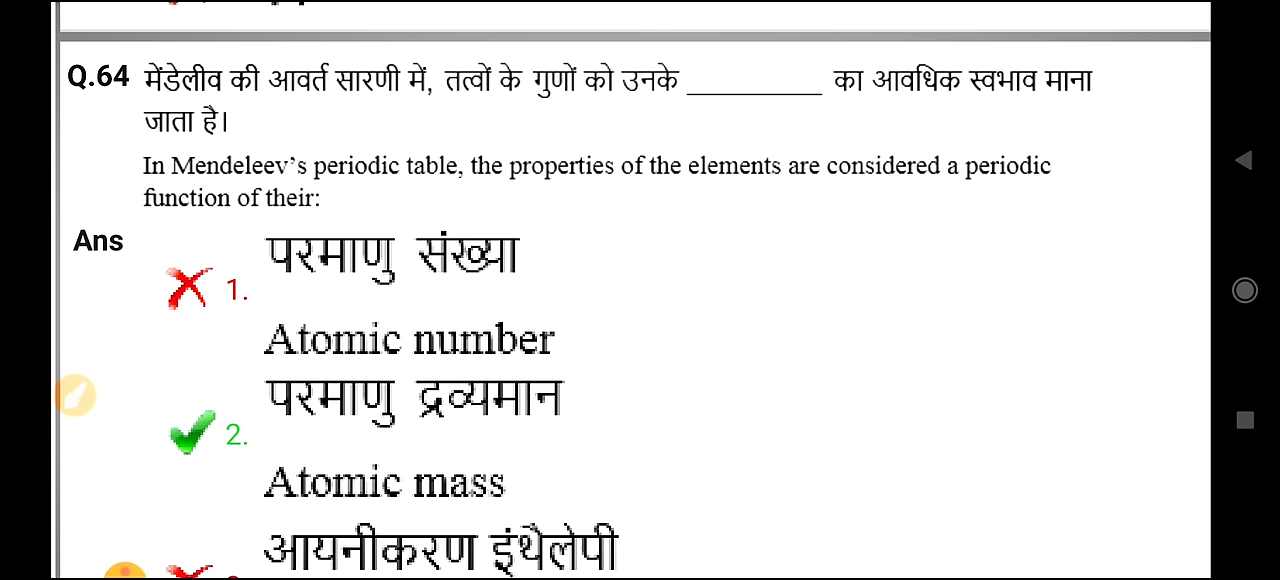 Q.64 मेंडेलीव की आवर्त सारणी में, तत्वों के गुणों को उनके _________ का आवधिक स्वभाव माना
जाता है।
In Mendeleev's periodic table, the properties of the elements are considered a periodic
function of their:
Ans
परमाणु संख्या
1.
Atomic number
परमाणु द्रव्यमान
2.
Atomic mass
आयनीकरण इंथैलेपी